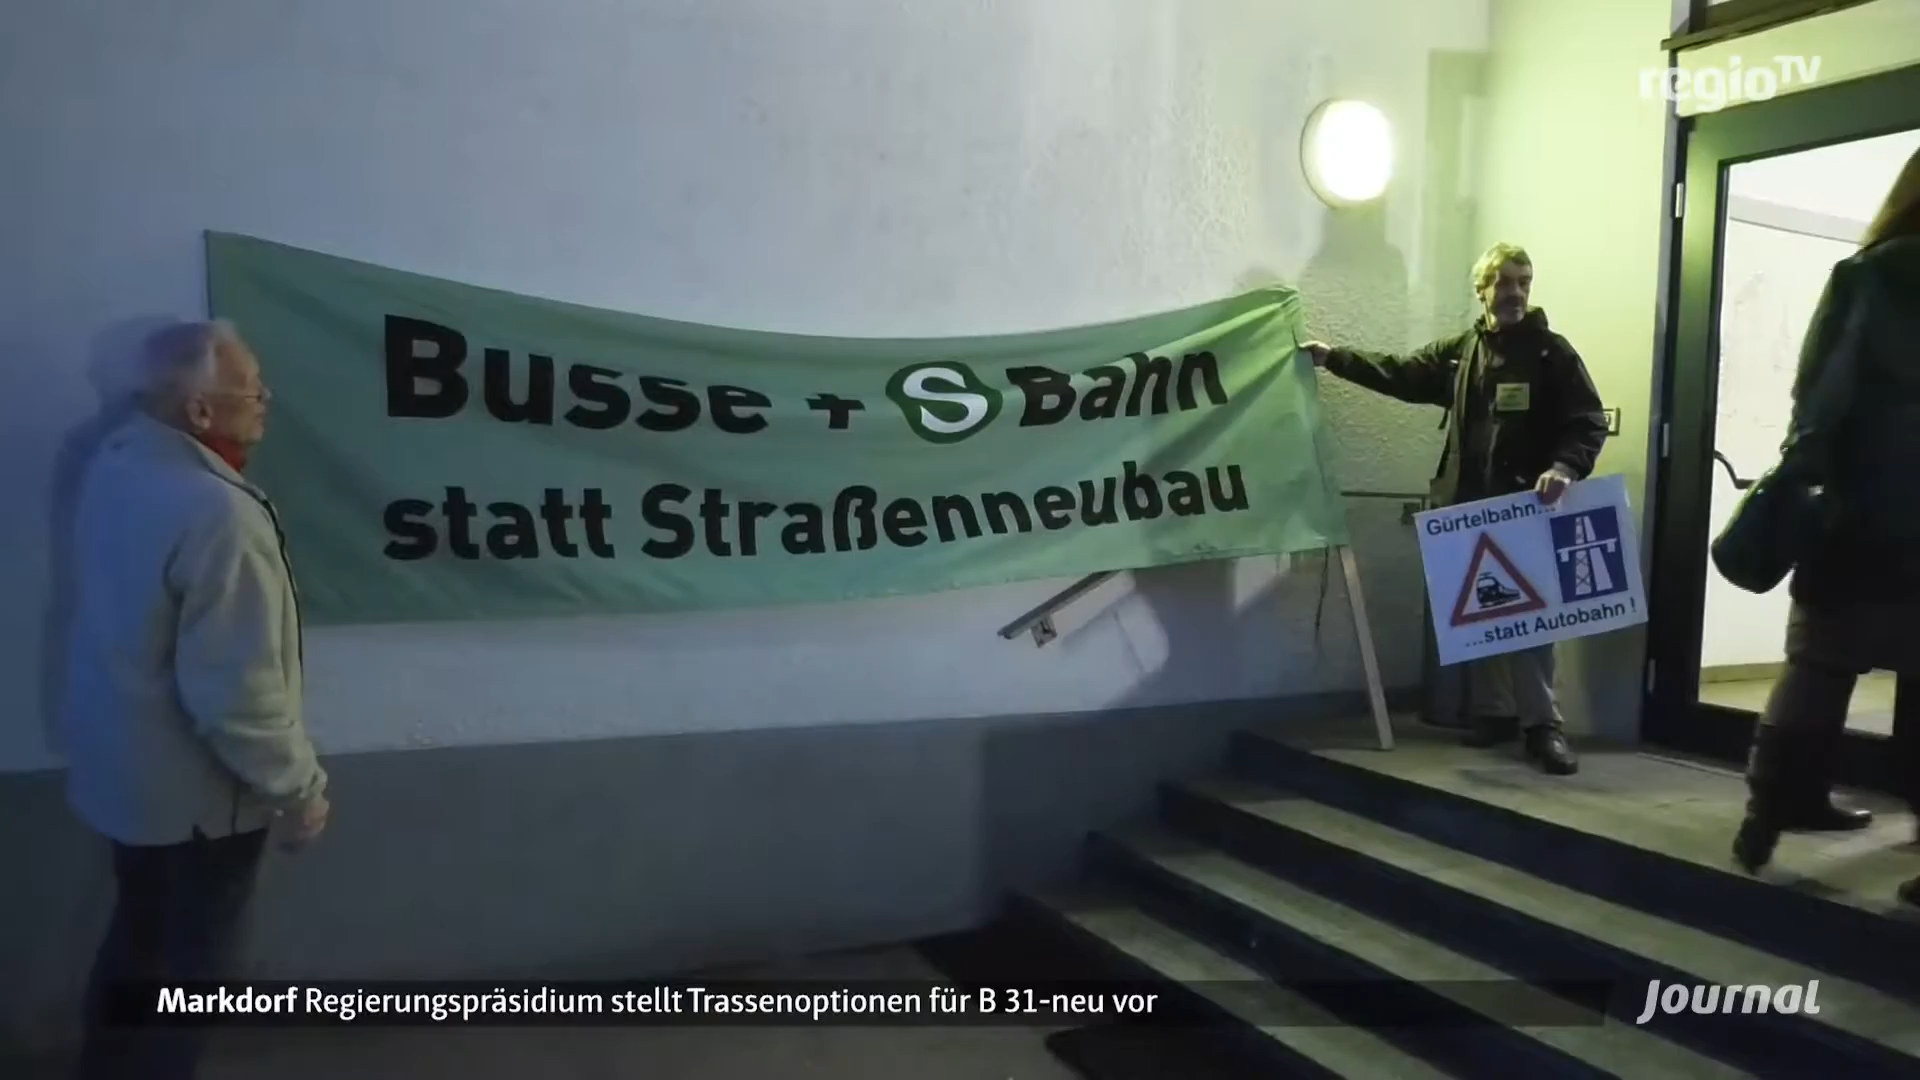 regioTV
Busse + S Bahn
statt Straßenneubau
Gürtelbahn...
...statt Autobahn !
Markdorf Regierungspräsidium stellt Trassenoptionen für B 31-neu vor
Journal